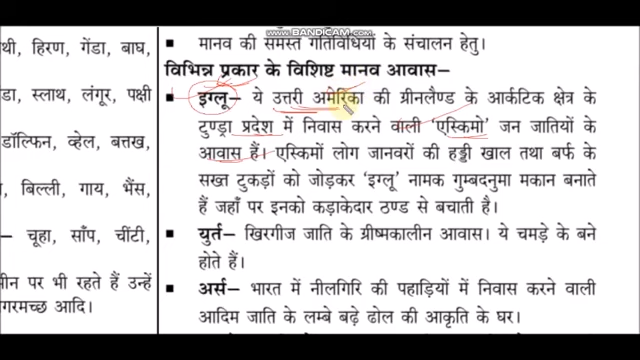 WWW.BANDICAM.COM
थी, हिरण, गेंडा, बाघ,
डा, स्लाथ, लंगूर, पक्षी
डॉल्फिन, व्हेल, बत्तख,
, बिल्ली, गाय, भैंस,
– चूहा, साँप, चींटी,
मीन पर भी रहते हैं उन्हें
गरमच्छ आदि।
■ मानव की समस्त गतिविधियों के संचालन हेतु।
विभिन्न प्रकार के विशिष्ट मानव आवास–
■ इग्लू – ये उत्तरी अमेरिका की ग्रीनलैण्ड के आर्कटिक क्षेत्र के
टुण्ड्रा प्रदेश में निवास करने वाली 'एस्किमो' जन जातियों के
आवास हैं। एस्किमों लोग जानवरों की हड्डी खाल तथा बर्फ के
सख्त टुकड़ों को जोड़कर 'इग्लू' नामक गुम्बदनुमा मकान बनाते
हैं जहाँ पर इनको कड़ाकेदार ठण्ड से बचाती है।
■ युर्त– खिरगीज जाति के ग्रीष्मकालीन आवास। ये चमड़े के बने
होते हैं।
■ अर्स– भारत में नीलगिरि की पहाड़ियों में निवास करने वाली
आदिम जाति के लम्बे बढ़े ढोल की आकृति के घर।